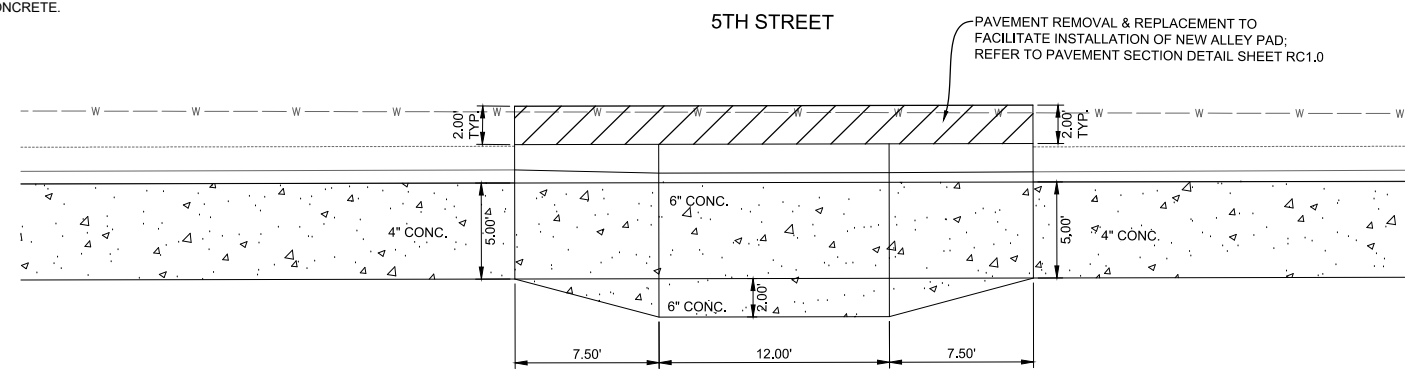 ONCRETE.
5TH STREET
PAVEMENT REMOVAL & REPLACEMENT TO
FACILITATE INSTALLATION OF NEW ALLEY PAD;
REFER TO PAVEMENT SECTION DETAIL SHEET RC1.0
W W W W W W W W W W W W W W
2.00'
TYP.
2.00'
TYP.
4" CONC.
5.00'
6" CONC.
5.00'
4" CONC.
6" CONC.
2.00'
7.50'
12.00'
7.50'